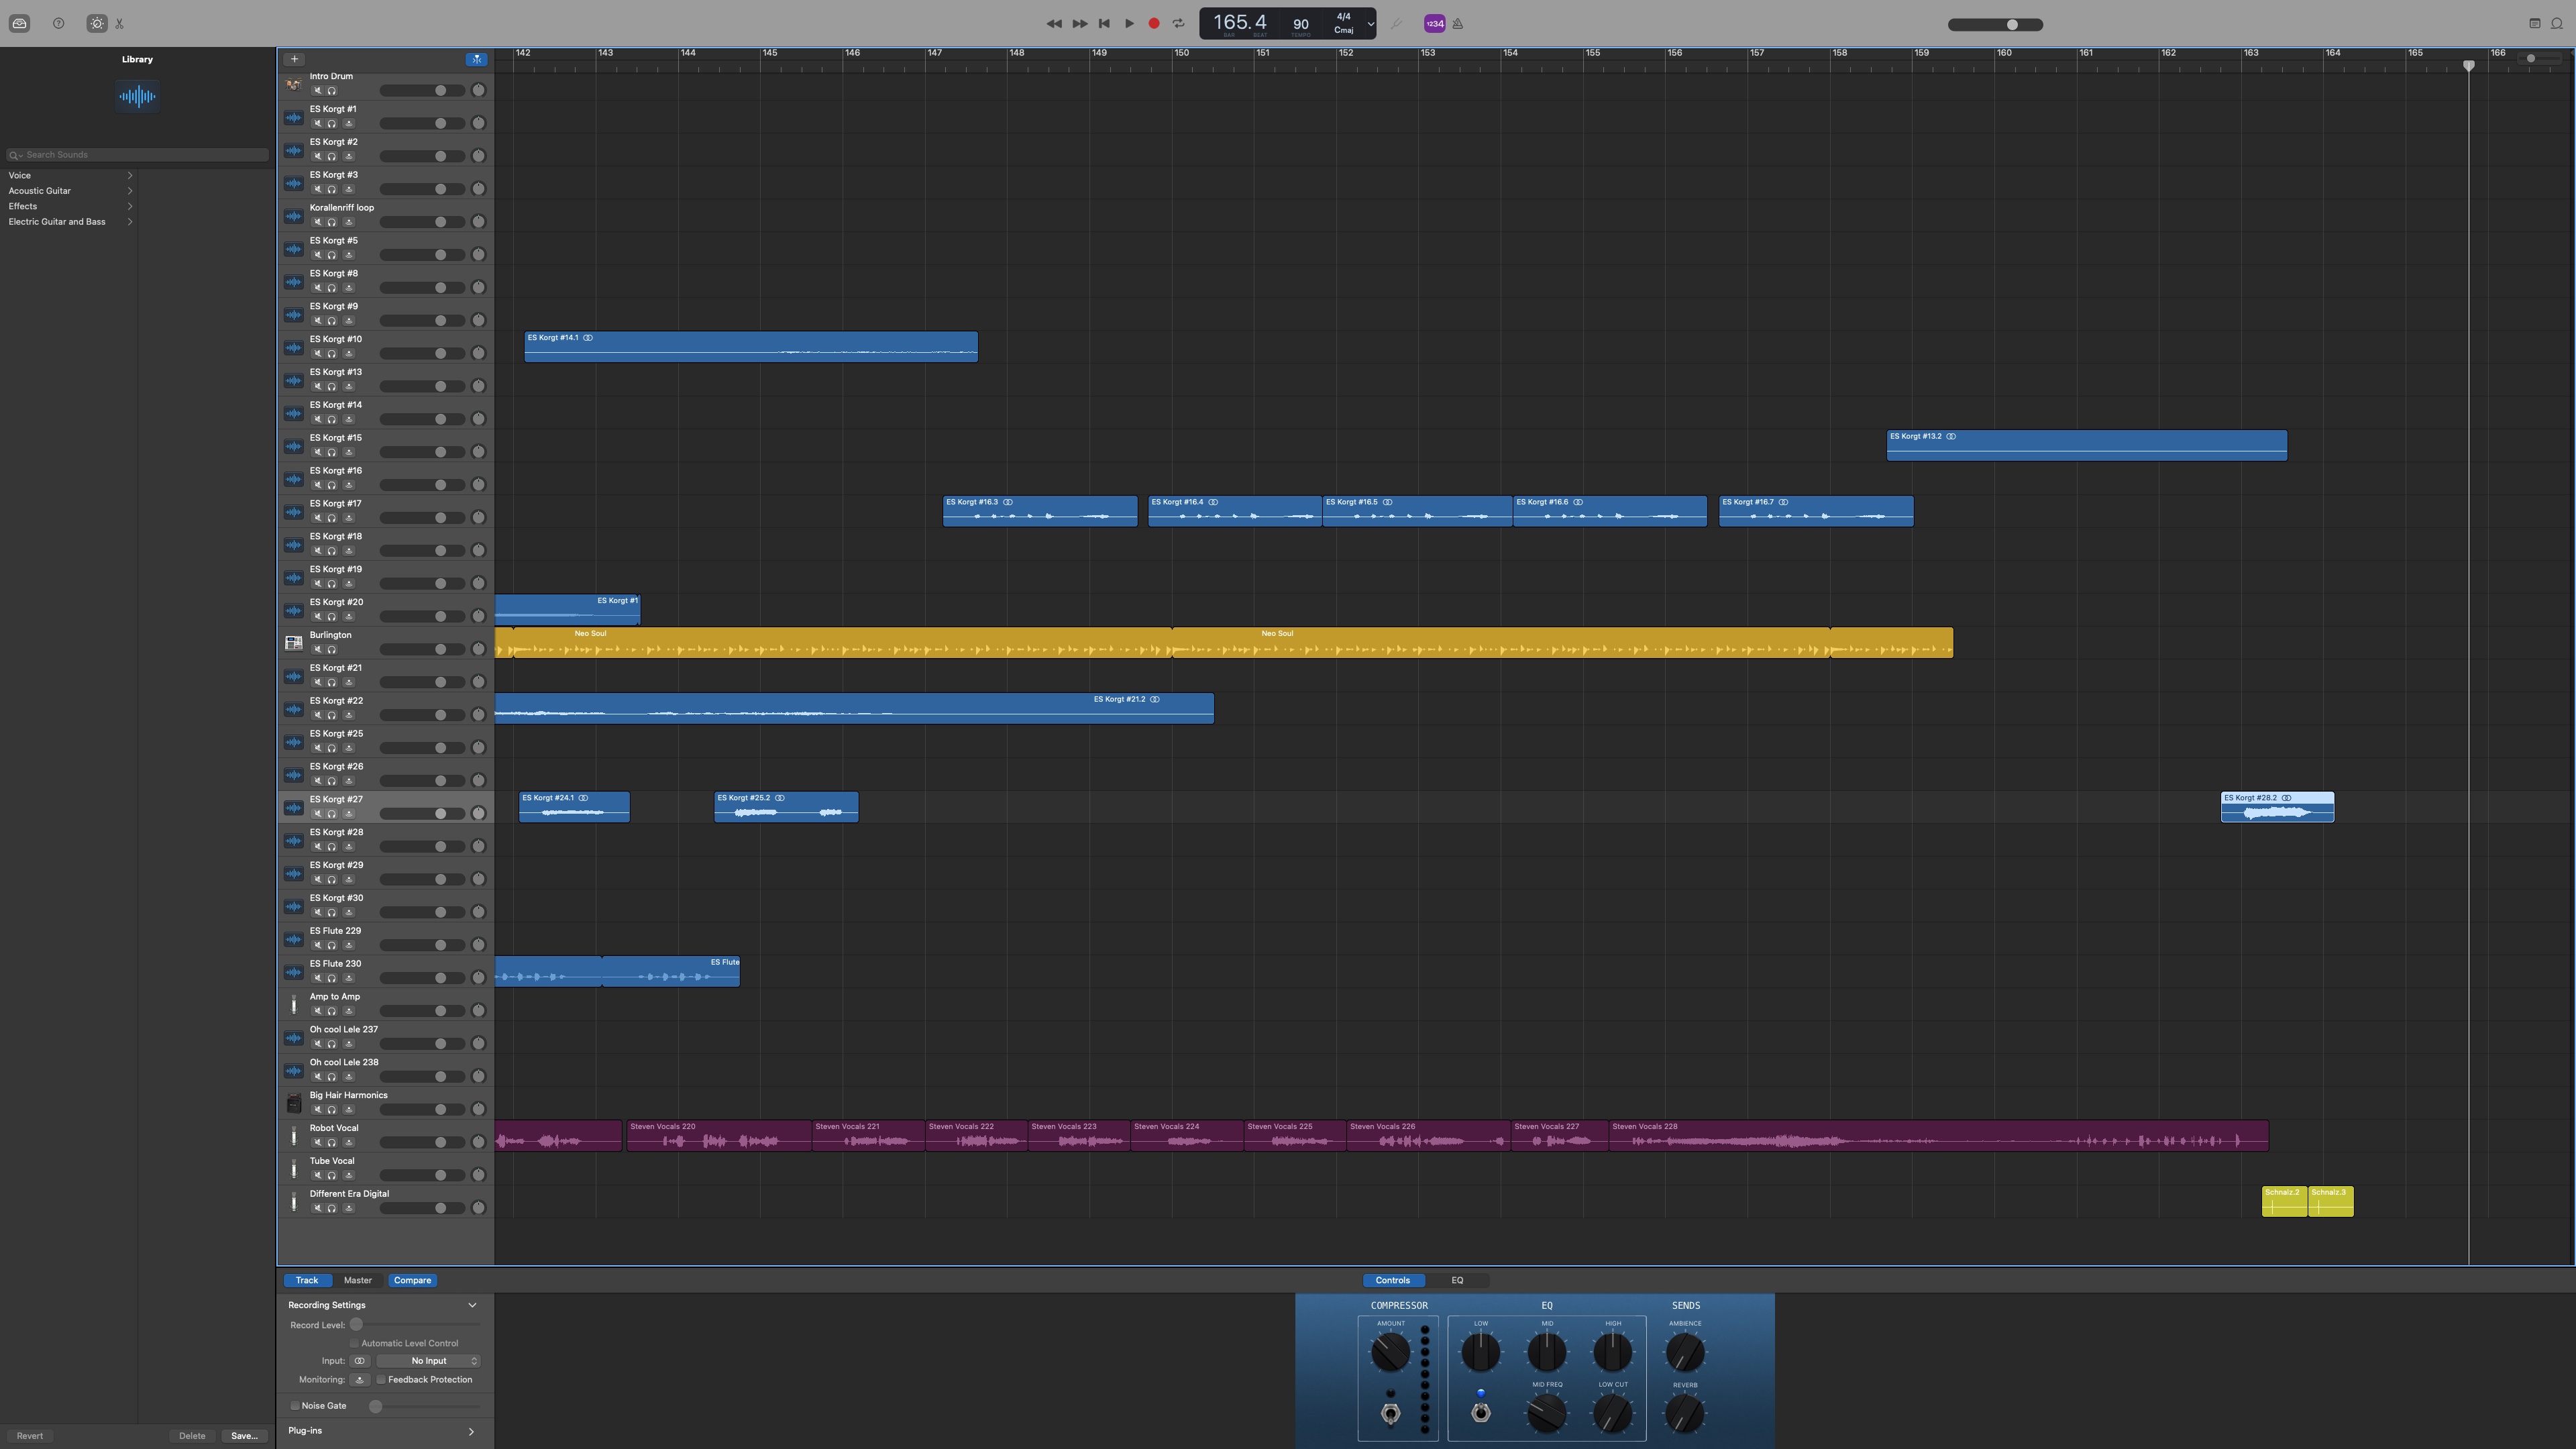 165.4
BAR
BEAT
90
TEMPO
4/4
Cmaj
1234
Library
Search Sounds
Voice
Acoustic Guitar
Effects
Electric Guitar and Bass
Revert
Delete
Save...
142 143 144 145 146 147 148 149 150 151 152 153 154 155 156 157 158 159 160 161 162 163 164 165 166
Intro Drum
ES Korgt #1
ES Korgt #2
ES Korgt #3
Korallenriff loop
ES Korgt #5
ES Korgt #8
ES Korgt #9
ES Korgt #10
ES Korgt #14.1
ES Korgt #13
ES Korgt #14
ES Korgt #15
ES Korgt #13.2
ES Korgt #16
ES Korgt #17
ES Korgt #16.3
ES Korgt #16.4
ES Korgt #16.5
ES Korgt #16.6
ES Korgt #16.7
ES Korgt #18
ES Korgt #19
ES Korgt #20
ES Korgt #1
Burlington
Neo Soul
Neo Soul
ES Korgt #21
ES Korgt #22
ES Korgt #21.2
ES Korgt #25
ES Korgt #26
ES Korgt #27
ES Korgt #24.1
ES Korgt #25.2
ES Korgt #28.2
ES Korgt #28
ES Korgt #29
ES Korgt #30
ES Flute 229
ES Flute 230
ES Flute
Amp to Amp
Oh cool Lele 237
Oh cool Lele 238
Big Hair Harmonics
Robot Vocal
Steven Vocals 220
Steven Vocals 221
Steven Vocals 222
Steven Vocals 223
Steven Vocals 224
Steven Vocals 225
Steven Vocals 226
Steven Vocals 227
Steven Vocals 228
Tube Vocal
Different Era Digital
Schnalz.2
Schnalz.3
Track
Master
Compare
Controls
EQ
Recording Settings
Record Level:
Automatic Level Control
Input:
No Input
Monitoring:
Feedback Protection
Noise Gate
Plug-ins
COMPRESSOR
AMOUNT
EQ
LOW
MID
HIGH
MID FREQ
LOW CUT
SENDS
AMBIENCE
REVERB